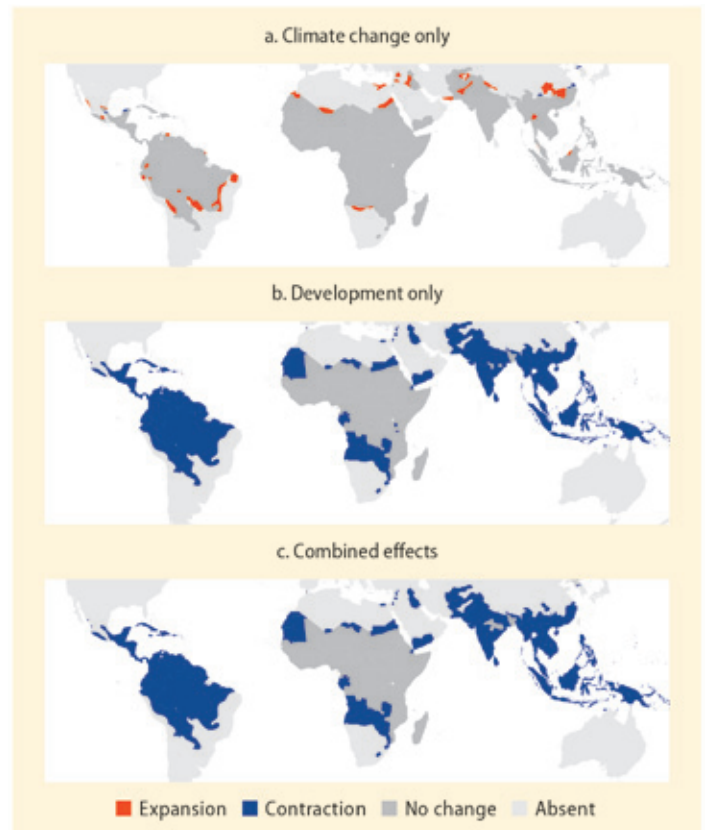 a. Climate change only
b. Development only
c. Combined effects
Expansion Contraction No change Absent